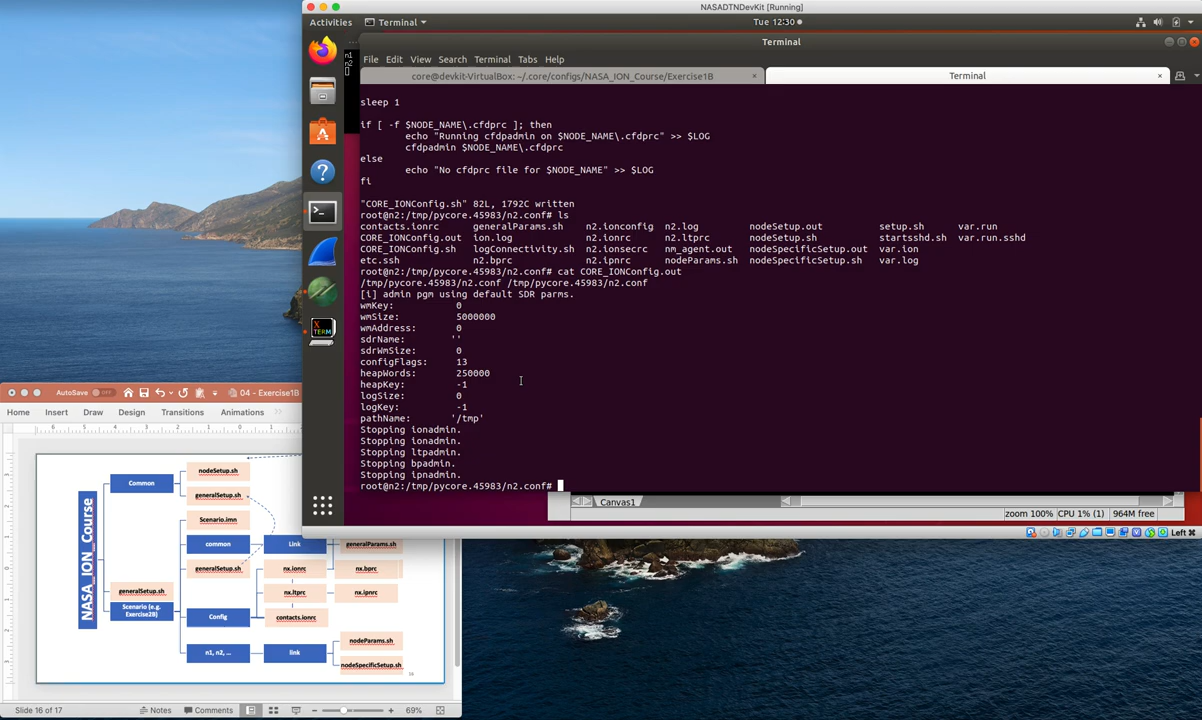 NASADTNDevKit [Running]
Activities
Terminal
Tue 12:30
Terminal
n1
n2
File Edit View Search Terminal Tabs Help
core@devkit-VirtualBox: ~/.core/configs/NASA_ION_Course/Exercise1B
Terminal
sleep 1
if [ -f $NODE_NAME\.cfdprc ]; then
echo "Running cfdpadmin on $NODE_NAME\.cfdprc" >> $LOG
cfdpadmin $NODE_NAME\.cfdprc
else
echo "No cfdprc file for $NODE_NAME" >> $LOG
fi
"CORE_IONConfig.sh" 82L, 1792C written
root@n2:/tmp/pycore.45983/n2.conf# ls
contacts.ionrc generalParams.sh n2.ionconfig n2.log nodeSetup.out setup.sh var.run
CORE_IONConfig.out ion.log n2.ionrc n2.ltprc nodeSetup.sh startsshd.sh var.run.sshd
CORE_IONConfig.sh logConnectivity.sh n2.ionsecrc nm_agent.out nodeSpecificSetup.out var.ion
etc.ssh n2.bprc n2.ipnrc nodeParams.sh nodeSpecificSetup.sh var.log
root@n2:/tmp/pycore.45983/n2.conf# cat CORE_IONConfig.out
/tmp/pycore.45983/n2.conf /tmp/pycore.45983/n2.conf
[i] admin pgm using default SDR parms.
wmKey: 0
wmSize: 5000000
wmAddress: 0
sdrName: ''
sdrWmSize: 0
configFlags: 13
heapWords: 250000
heapKey: -1
logSize: 0
logKey: -1
pathName: '/tmp'
Stopping ionadmin.
Stopping ionadmin.
Stopping ltpadmin.
Stopping bpadmin.
Stopping ipnadmin.
root@n2:/tmp/pycore.45983/n2.conf#
Canvas1
zoom 100% CPU 1% (1) 964M free
Left ⌘
X
TERM
AutoSave OFF
04 - Exercise1B
Home Insert Draw Design Transitions Animations
NASA_ION_Course
Common
nodeSetup.sh
generalSetup.sh
Scenario.imn
common
Link
generalParams.sh
generalSetup.sh
nx.ionrc
nx.bprc
generalSetup.sh
nx.ltprc
nx.ipnrc
Scenario (e.g.
Exercise2B)
Config
contacts.ionrc
n1, n2, ...
link
nodeParams.sh
nodeSpecificSetup.sh
Slide 16 of 17
Notes
Comments
69%